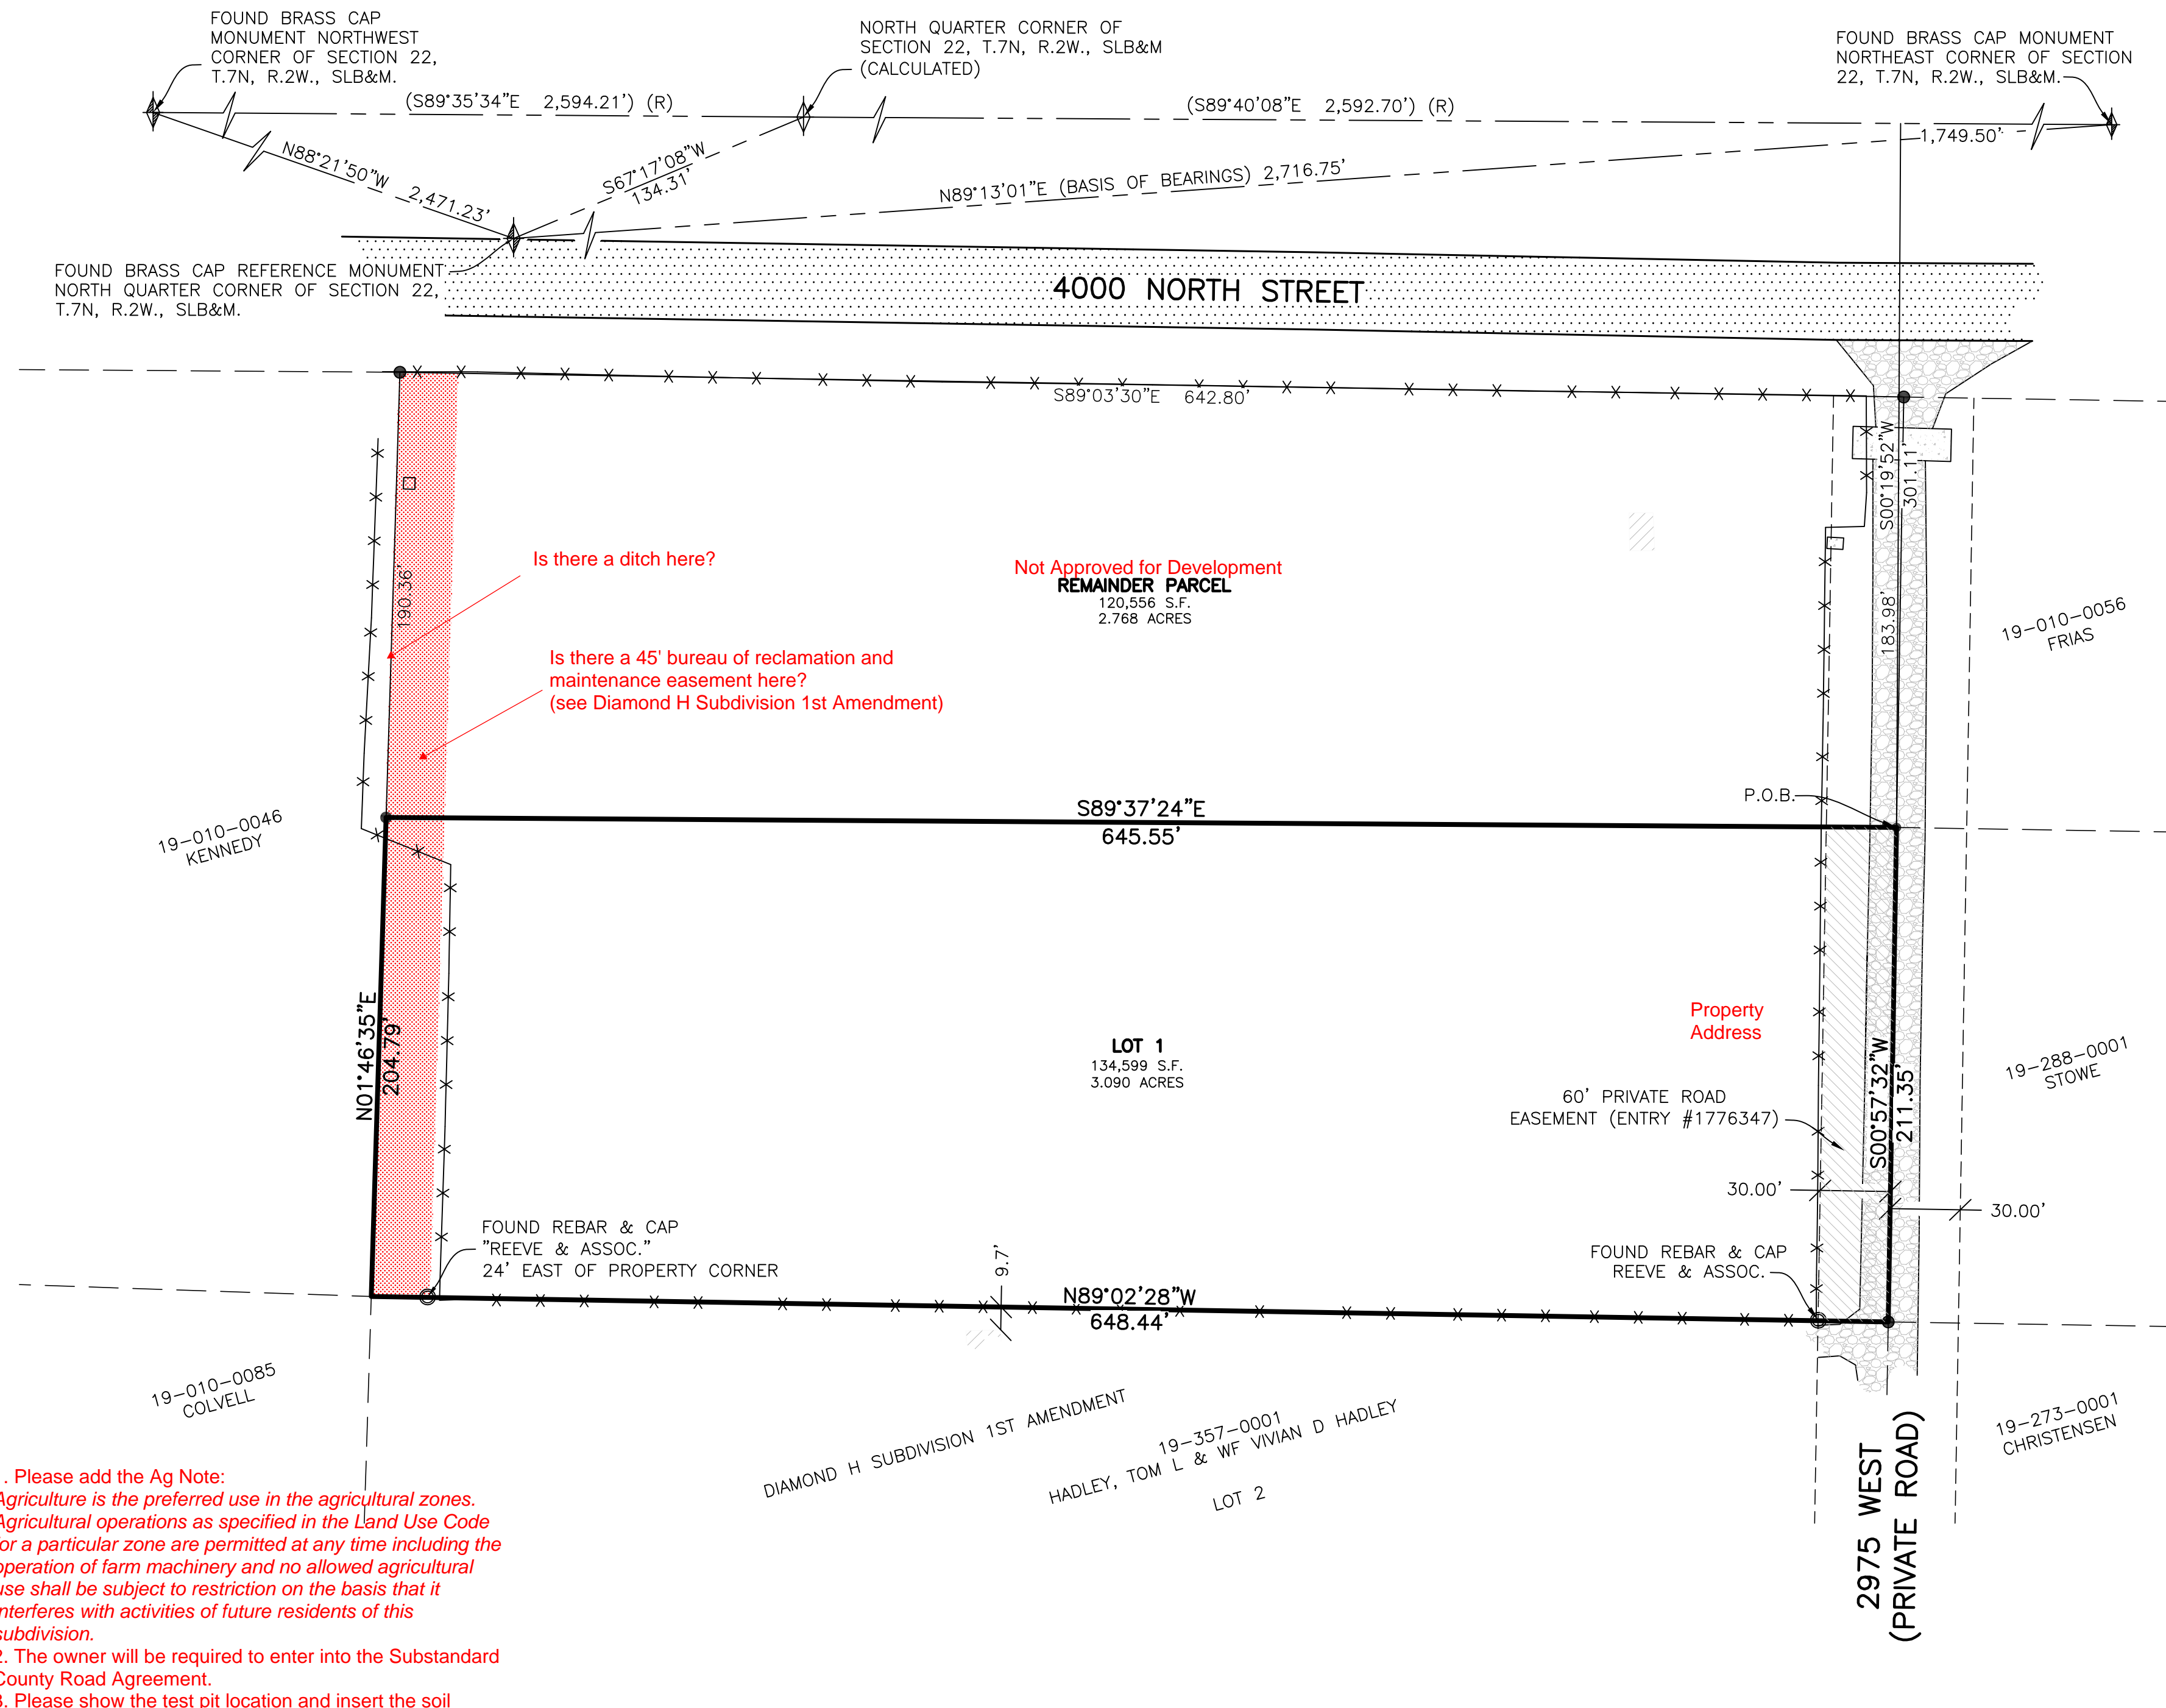 FOUND BRASS CAP
MONUMENT NORTHWEST
CORNER OF SECTION 22,
T.7N, R.2W., SLB&M.
NORTH QUARTER CORNER OF
SECTION 22, T.7N, R.2W., SLB&M
(CALCULATED)
FOUND BRASS CAP MONUMENT
NORTHEAST CORNER OF SECTION
22, T.7N, R.2W., SLB&M.
(S89°35'34"E 2,594.21') (R)
(S89°40'08"E 2,592.70') (R)
1,749.50'
N88°21'50"W 2,471.23'
S67°17'08"W
134.31'
N89°13'01"E (BASIS OF BEARINGS) 2,716.75'
FOUND BRASS CAP REFERENCE MONUMENT
NORTH QUARTER CORNER OF SECTION 22,
T.7N, R.2W., SLB&M.
4000 NORTH STREET
S89°03'30"E 642.80'
S00°19'52"W
301.11'
190.36'
Is there a ditch here?
Not Approved for Development
REMAINDER PARCEL
120,556 S.F.
2.768 ACRES
183.98'
19-010-0056
FRIAS
Is there a 45' bureau of reclamation and
maintenance easement here?
(see Diamond H Subdivision 1st Amendment)
P.O.B.
S89°37'24"E
645.55'
19-010-0046
KENNEDY
N01°46'35"E
204.79'
LOT 1
134,599 S.F.
3.090 ACRES
Property
Address
60' PRIVATE ROAD
EASEMENT (ENTRY #1776347)
S00°57'32"W
211.35'
19-288-0001
STOWE
30.00'
30.00'
FOUND REBAR & CAP
"REEVE & ASSOC."
24' EAST OF PROPERTY CORNER
9.7'
FOUND REBAR & CAP
REEVE & ASSOC.
N89°02'28"W
648.44'
19-010-0085
COLVELL
DIAMOND H SUBDIVISION 1ST AMENDMENT
19-357-0001
HADLEY, TOM L & WF VIVIAN D HADLEY
LOT 2
19-273-0001
CHRISTENSEN
2975 WEST
(PRIVATE ROAD)
. Please add the Ag Note:
Agriculture is the preferred use in the agricultural zones.
Agricultural operations as specified in the Land Use Code
for a particular zone are permitted at any time including the
operation of farm machinery and no allowed agricultural
use shall be subject to restriction on the basis that it
interferes with activities of future residents of this
subdivision.
2. The owner will be required to enter into the Substandard
County Road Agreement.
3. Please show the test pit location and insert the soil